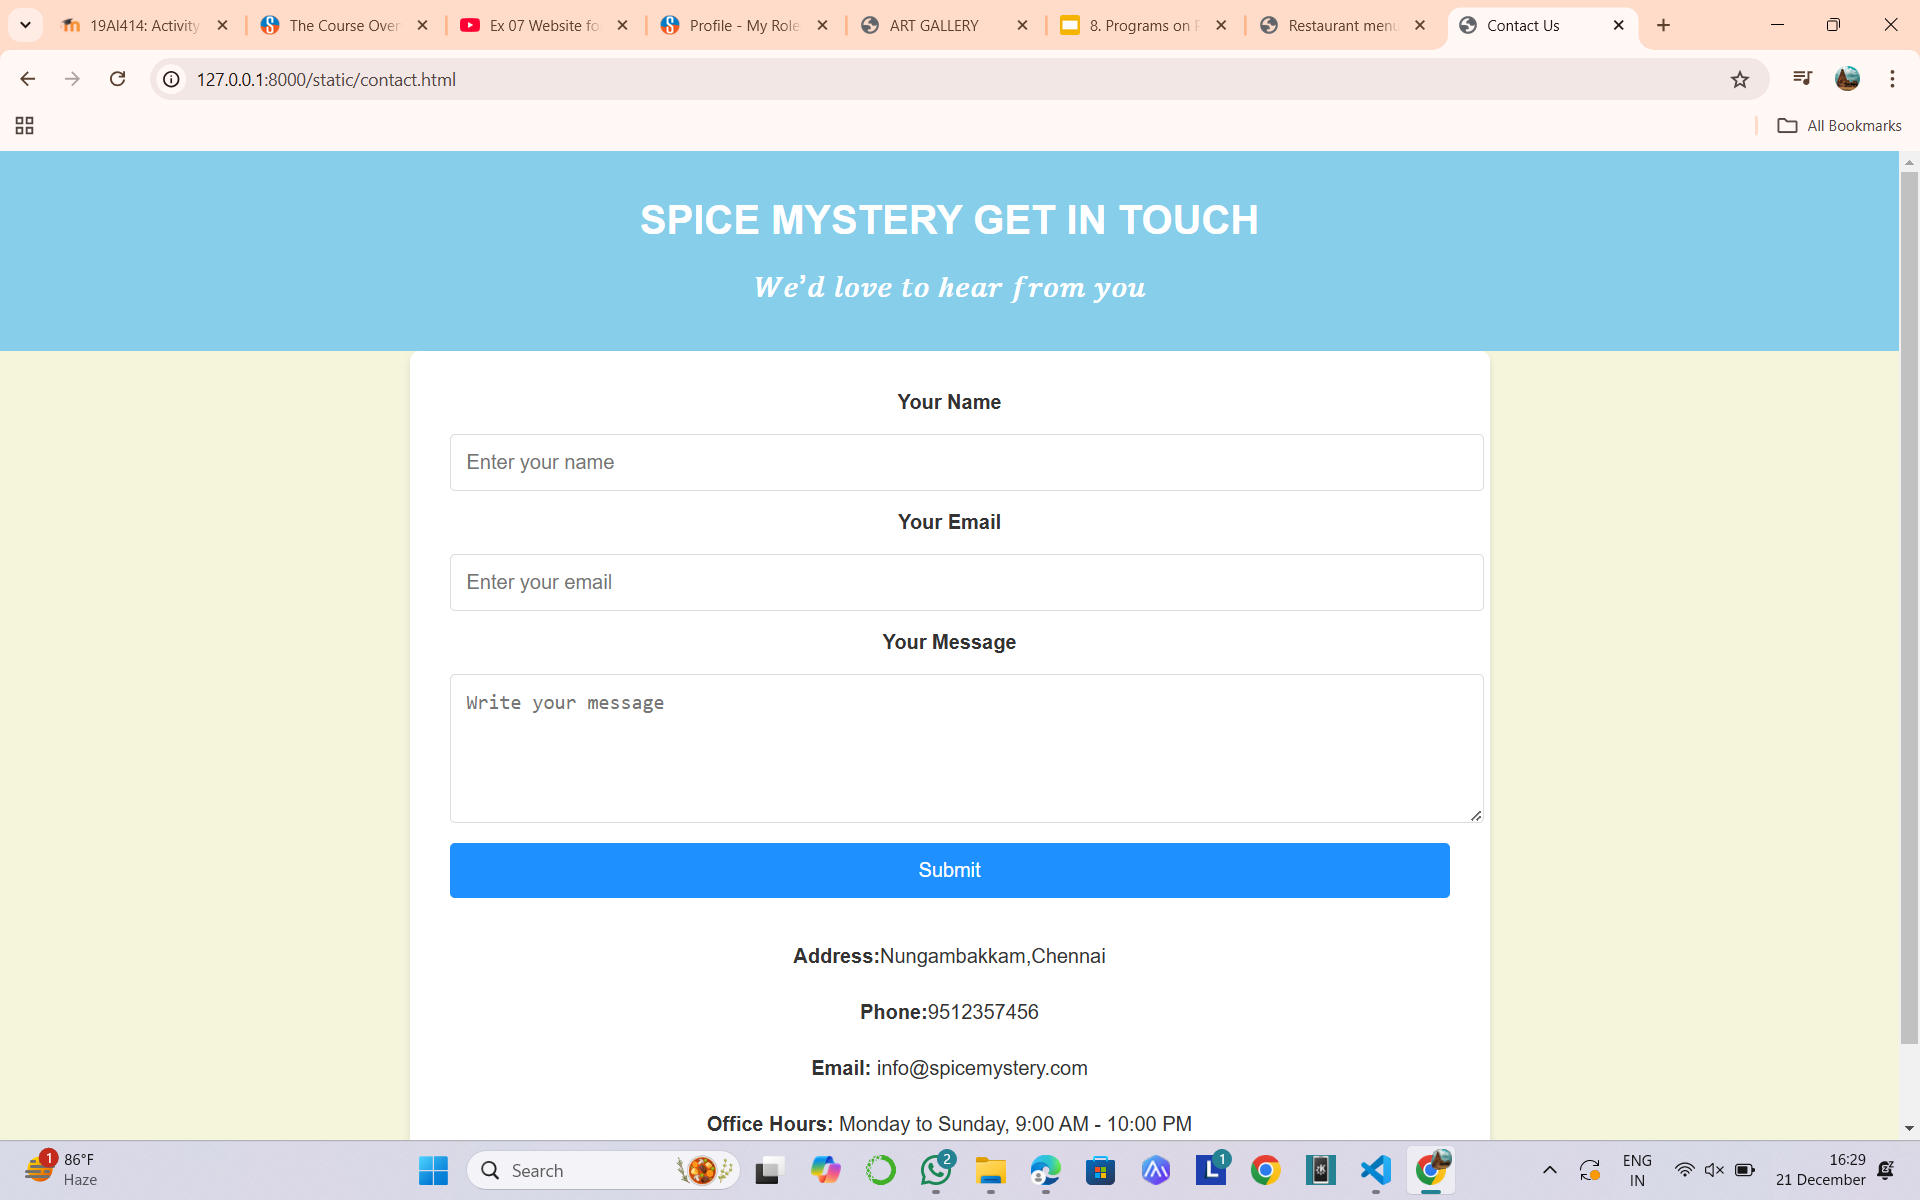 19AI414: Activity
The Course Over
Ex 07 Website fo
Profile - My Role
ART GALLERY
8. Programs on
Restaurant menu
Contact Us
127.0.0.1:8000/static/contact.html
All Bookmarks
SPICE MYSTERY GET IN TOUCH
We'd love to hear from you
Your Name
Enter your name
Your Email
Enter your email
Your Message
Write your message
Submit
Address:Nungambakkam,Chennai
Phone:9512357456
Email: info@spicemystery.com
Office Hours: Monday to Sunday, 9:00 AM - 10:00 PM
1
86°F
Haze
Search
2
L
1
K
ENG
IN
16:29
21 December